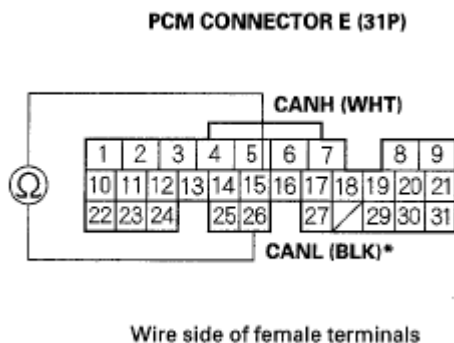 PCM CONNECTOR E (31P)
CANH (WHT)
1 2 3 4 5 6 7 8 9
Ω
10 11 12 13 14 15 16 17 18 19 20 21
22 23 24 25 26 27 29 30 31
CANL (BLK)*
Wire side of female terminals